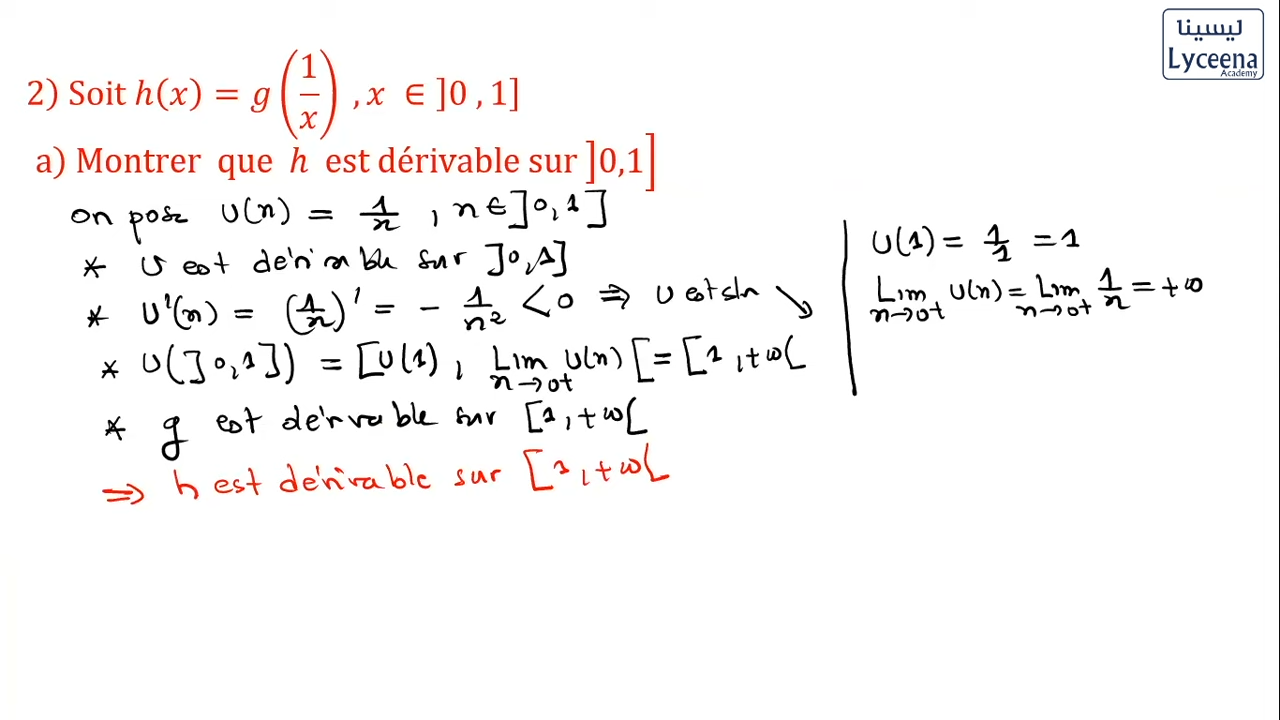 ليسينا
Lyceena
Academy
2) Soit h(x) = g(1/x) , x ∈ ]0 , 1]
a) Montrer que h est dérivable sur ]0,1]
on pose U(x) = 1/x , x ∈ ]0,1]
* U est dérivable sur ]0,1]
* U'(x) = (1/x)' = - 1/x² < 0 ⇒ U est str ↘
* U(]0,1]) = [U(1) , Lim x→0+ U(x) [ = [1 ,+∞[
* g est dérivable sur [1,+∞[
⇒ h est dérivable sur [1,+∞[
U(1) = 1/1 = 1
Lim x→0+ U(x) = Lim x→0+ 1/x = +∞